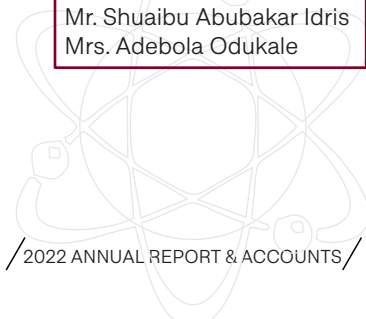 Mr. Shuaibu Abubakar Idris
Mrs. Adebola Odukale
/2022 ANNUAL REPORT & ACCOUNTS/